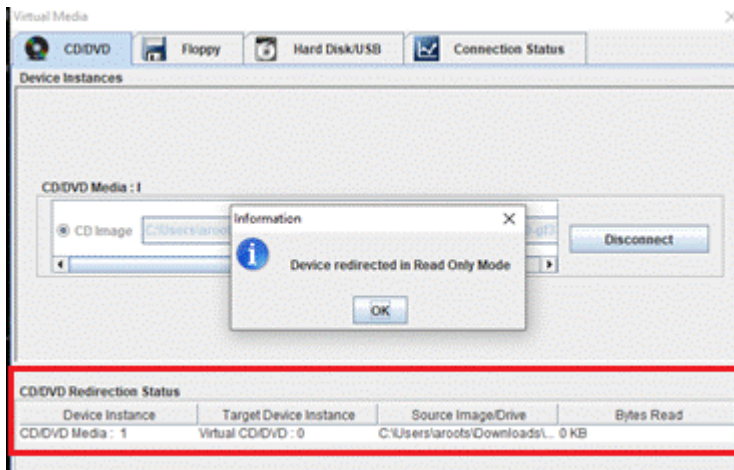 Virtual Media
CD/DVD Floppy Hard Disk/USB Connection Status
Device Instances
CD/DVD Media : I
CD Image C:\Users\aroot
Disconnect
Information
Device redirected in Read Only Mode
OK
CD/DVD Redirection Status
Device Instance Target Device Instance Source Image/Drive Bytes Read
CD/DVD Media : 1 Virtual CD/DVD : 0 C:\Users\aroots\Downloads\... 0 KB